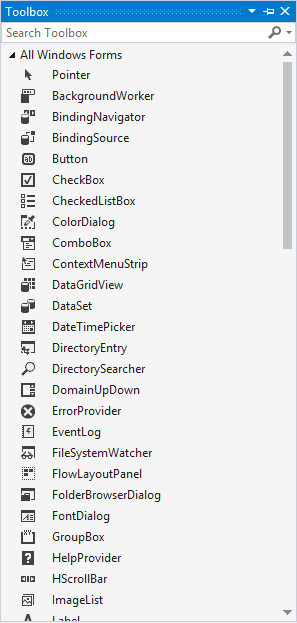 Toolbox
Search Toolbox
All Windows Forms
Pointer
BackgroundWorker
BindingNavigator
BindingSource
Button
CheckBox
CheckedListBox
ColorDialog
ComboBox
ContextMenuStrip
DataGridView
DataSet
DateTimePicker
DirectoryEntry
DirectorySearcher
DomainUpDown
ErrorProvider
EventLog
FileSystemWatcher
FlowLayoutPanel
FolderBrowserDialog
FontDialog
GroupBox
HelpProvider
HScrollBar
ImageList
Label